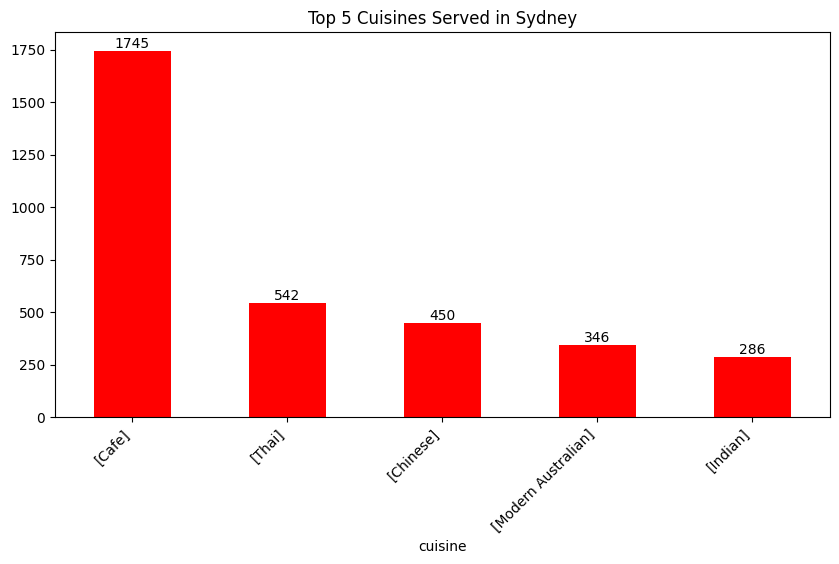 Top 5 Cuisines Served in Sydney
1750
1500
1250
1000
750
500
250
0
1745
542
450
346
286
[Cafe]
[Thai]
[Chinese]
[Modern Australian]
[Indian]
cuisine